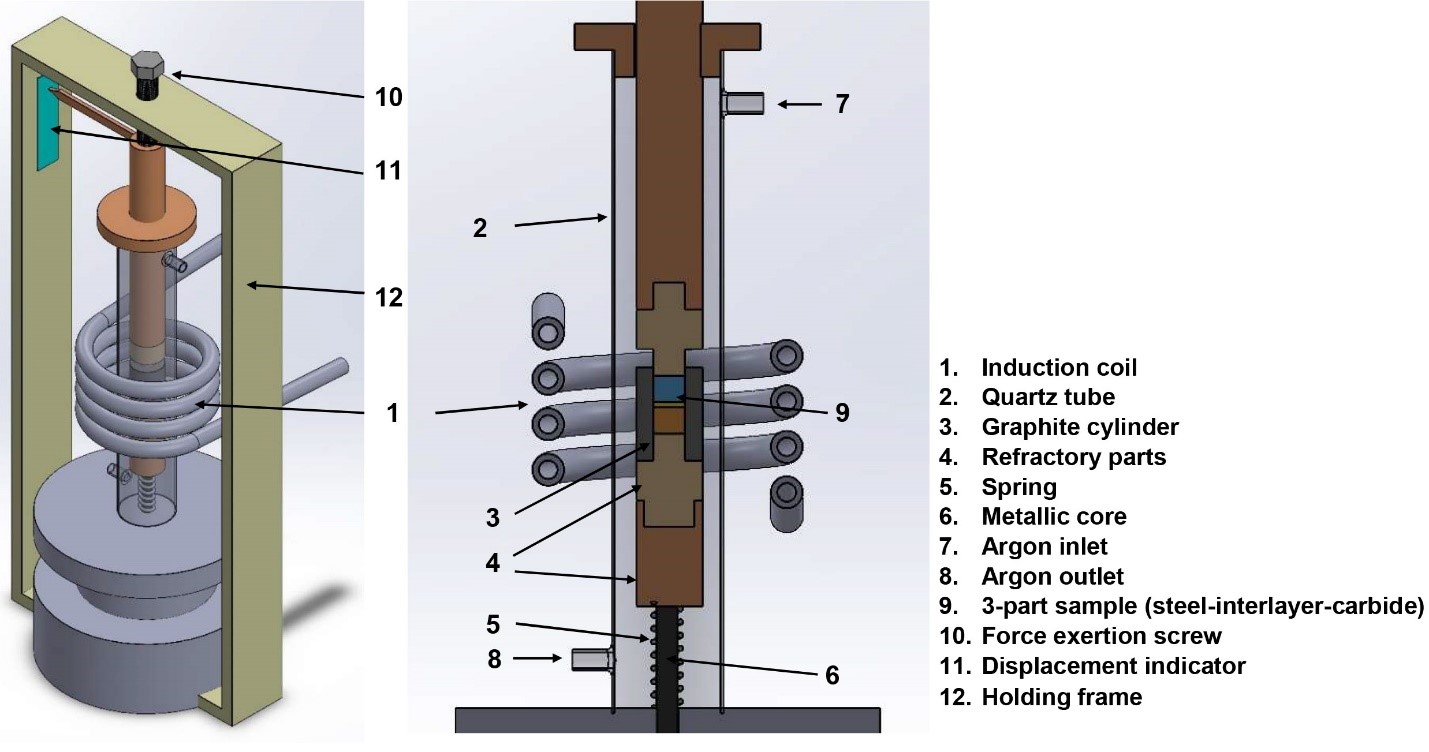 10
11
12
1
2
7
9
3
4
5
8
6
1. Induction coil
2. Quartz tube
3. Graphite cylinder
4. Refractory parts
5. Spring
6. Metallic core
7. Argon inlet
8. Argon outlet
9. 3-part sample (steel-interlayer-carbide)
10. Force exertion screw
11. Displacement indicator
12. Holding frame